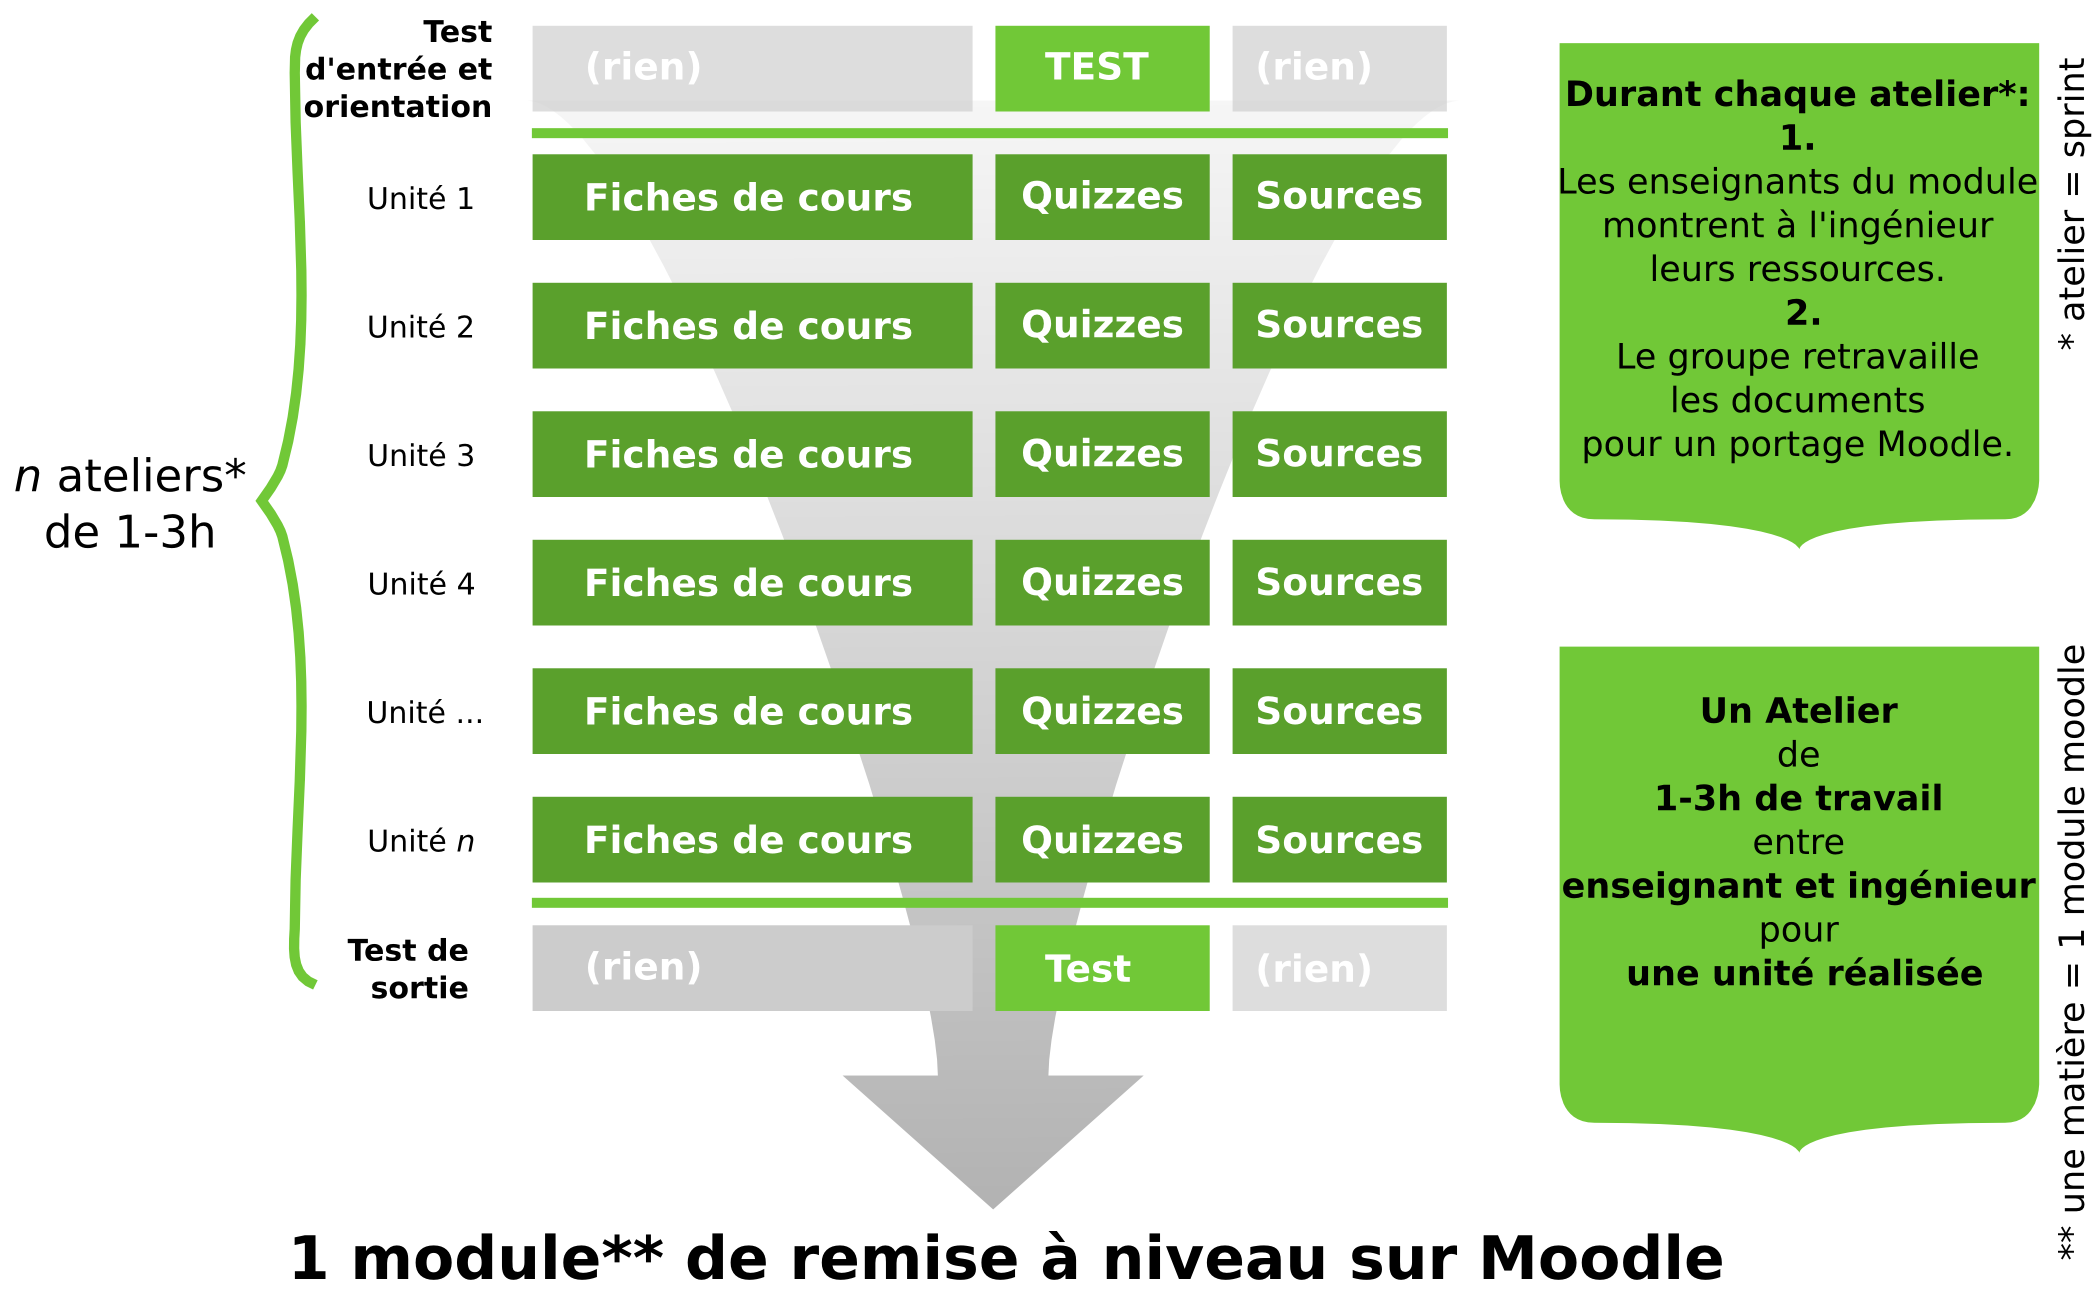 Test
d'entrée et
orientation
(rien)
TEST
(rien)
Unité 1
Fiches de cours
Quizzes
Sources
Unité 2
Fiches de cours
Quizzes
Sources
Unité 3
Fiches de cours
Quizzes
Sources
Unité 4
Fiches de cours
Quizzes
Sources
Unité ...
Fiches de cours
Quizzes
Sources
Unité n
Fiches de cours
Quizzes
Sources
Test de
sortie
(rien)
Test
(rien)
n ateliers*
de 1-3h
Durant chaque atelier*:
1.
Les enseignants du module
montrent à l'ingénieur
leurs ressources.
2.
Le groupe retravaille
les documents
pour un portage Moodle.
* atelier = sprint
Un Atelier
de
1-3h de travail
entre
enseignant et ingénieur
pour
une unité réalisée
** une matière = 1 module moodle
1 module** de remise à niveau sur Moodle